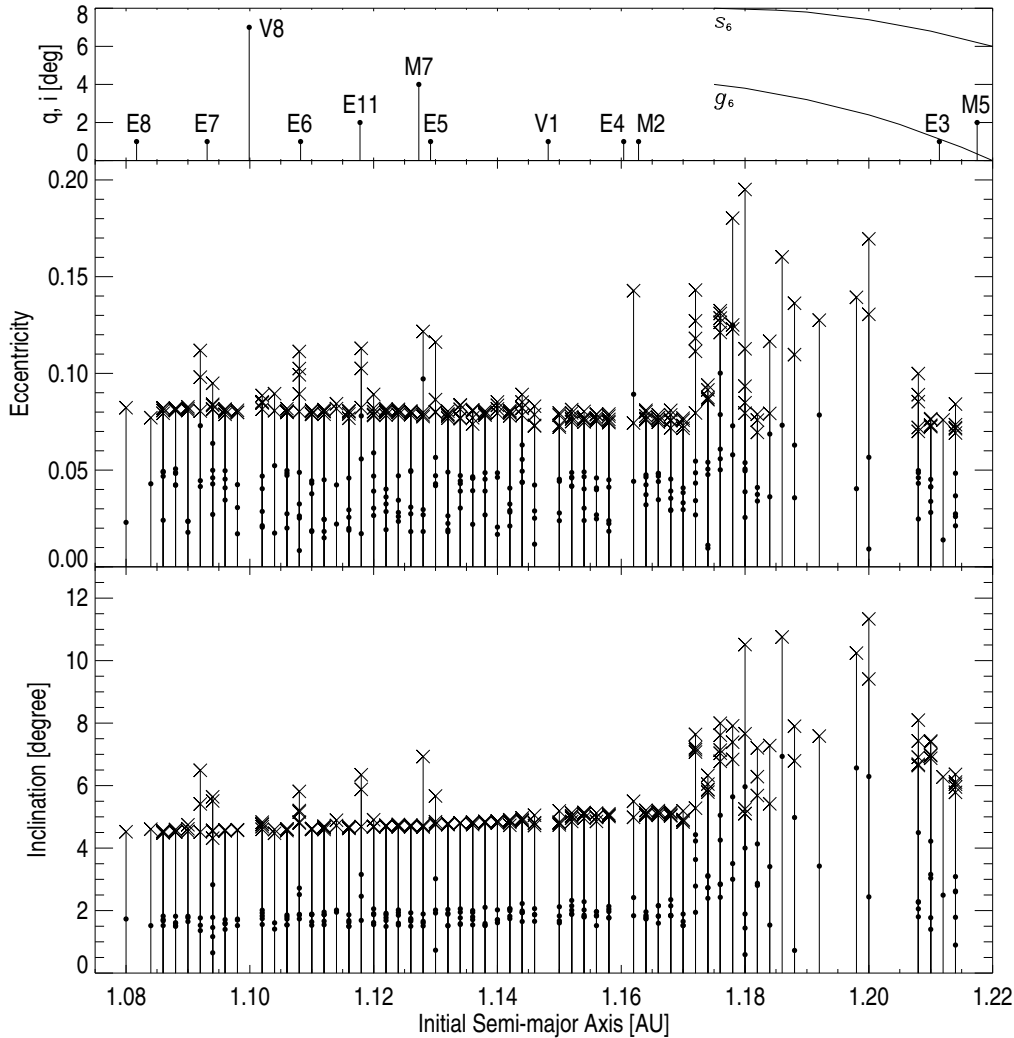 q, i [deg]
8
6
4
2
0
E8
E7
V8
E6
E11
M7
E5
V1
E4
M2
s6
g6
E3
M5
Eccentricity
0.20
0.15
0.10
0.05
0.00
Inclination [degree]
12
10
8
6
4
2
0
1.08
1.10
1.12
1.14
1.16
1.18
1.20
1.22
Initial Semi-major Axis [AU]